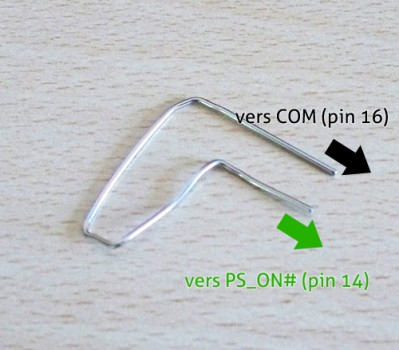 vers COM (pin 16)
vers PS_ON# (pin 14)